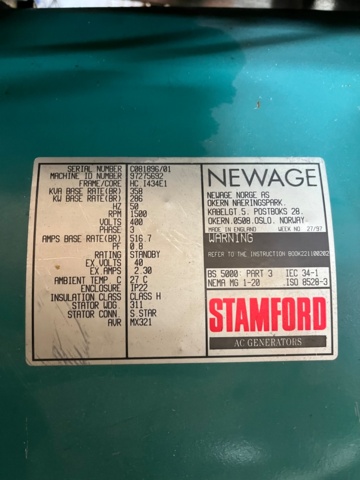 SERIAL NUMBER C081896/01
MACHINE ID NUMBER 97275692
FRAME/CORE HC I434E1
KVA BASE RATE(BR) 358
KW BASE RATE(BR) 286
HZ 50
RPM 1500
VOLTS 400
PHASE 3
AMPS BASE RATE(BR) 516.7
PF 0.8
RATING STANDBY
EX VOLTS 48
EX AMPS 2.30
AMBIENT TEMP C 27 C
ENCLOSURE IP22
INSULATION CLASS CLASS H
STATOR WDG 311
STATOR CONN S STAR
AVR MX321
NEWAGE
NEWAGE NORGE AS
OKERN NAERINGSPARK.
KABELGT.5. POSTBOKS 28.
OKERN.0508.OSLO. NORWAY.
MADE IN ENGLAND WEEK NO 27/97
WARNING
REFER TO THE INSTRUCTION BOOK221100202
BS 5000: PART 3 IEC 34-1
NEMA MG 1-20 .ISO 8528-3
STAMFORD
AC GENERATORS